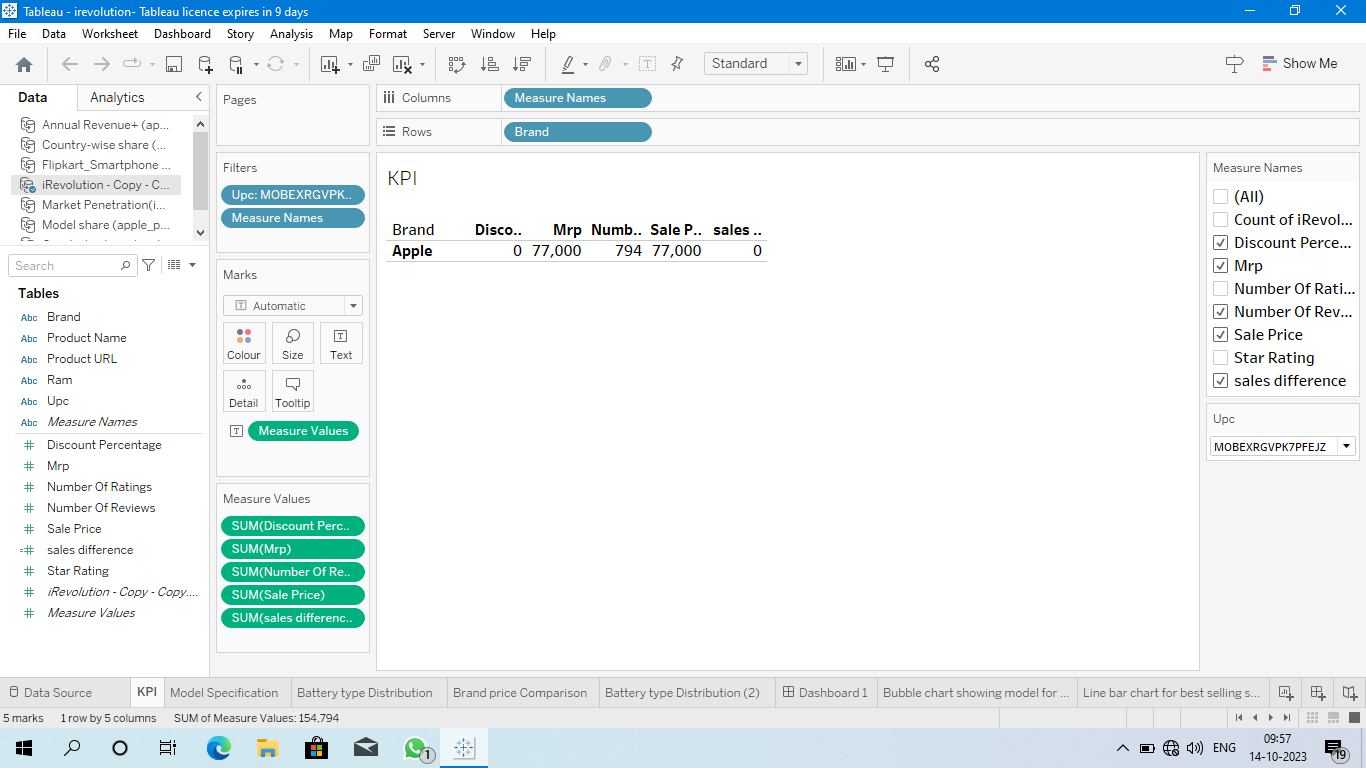 Tableau - irevolution- Tableau licence expires in 9 days
File Data Worksheet Dashboard Story Analysis Map Format Server Window Help
Standard
Show Me
Data Analytics
Annual Revenue+ (ap...
Country-wise share (...
Flipkart_Smartphone ...
iRevolution - Copy - C...
Market Penetration(i...
Model share (apple_p...
Search
Tables
Abc Brand
Abc Product Name
Abc Product URL
Abc Ram
Abc Upc
Abc Measure Names
# Discount Percentage
# Mrp
# Number Of Ratings
# Number Of Reviews
# Sale Price
=# sales difference
# Star Rating
# iRevolution - Copy - Copy....
# Measure Values
Pages
Filters
Upc: MOBEXRGVPK..
Measure Names
Marks
T Automatic
Colour Size Text
Detail Tooltip
T Measure Values
Measure Values
SUM(Discount Perc..
SUM(Mrp)
SUM(Number Of Re..
SUM(Sale Price)
SUM(sales differenc..
Columns Measure Names
Rows Brand
KPI
Brand Disco.. Mrp Numb.. Sale P.. sales ..
Apple 0 77,000 794 77,000 0
Measure Names
(All)
Count of iRevol...
Discount Perce...
Mrp
Number Of Rati...
Number Of Rev...
Sale Price
Star Rating
sales difference
Upc
MOBEXRGVPK7PFEJZ
Data Source KPI Model Specification Battery type Distribution Brand price Comparison Battery type Distribution (2) Dashboard 1 Bubble chart showing model for ... Line bar chart for best selling s...
5 marks 1 row by 5 columns SUM of Measure Values: 154,794
1
ENG
09:57
14-10-2023
19